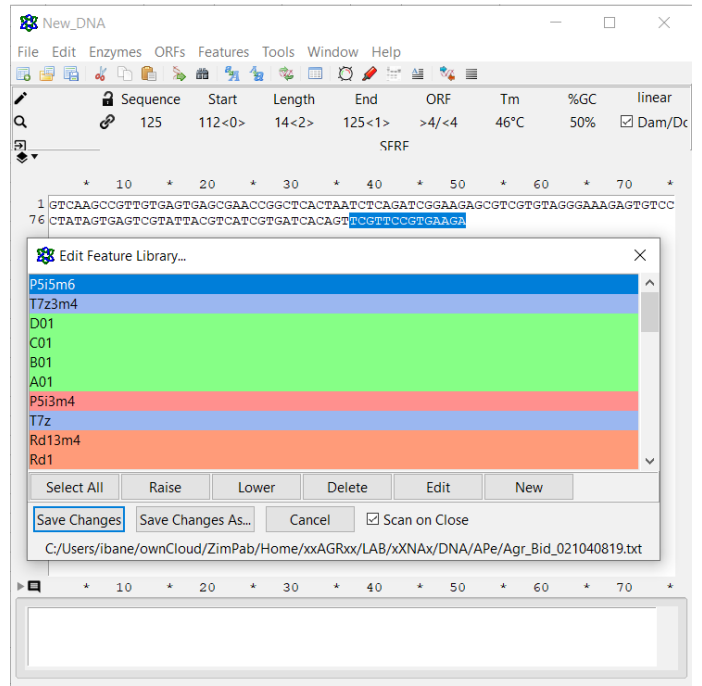 New_DNA
File Edit Enzymes ORFs Features Tools Window Help
Sequence Start Length End ORF Tm %GC linear
125 112<0> 14<2> 125<1> >4/<4 46°C 50% Dam/Dc
* 10 * 20 * 30 * 40 * 50 * 60 * 70 *
1 GTCAAGCCGTTGTGAGTGAGCGAACCGGCTCACTAATCTCAGATCGGAAGAGCGTCGTGTAGGGAAAGAGTGTCC
76 CTATAGTGAGTCGTATTACGTCATCGTGATCACAGTTCGTTCCGTGAAGA
Edit Feature Library...
P5i5m6
T7z3m4
D01
C01
B01
A01
P5i3m4
T7z
Rd13m4
Rd1
Select All Raise Lower Delete Edit New
Save Changes Save Changes As... Cancel Scan on Close
C:/Users/ibane/ownCloud/ZimPab/Home/xxAGRxx/LAB/xXNAx/DNA/APe/Agr_Bid_021040819.txt
* 10 * 20 * 30 * 40 * 50 * 60 * 70 *